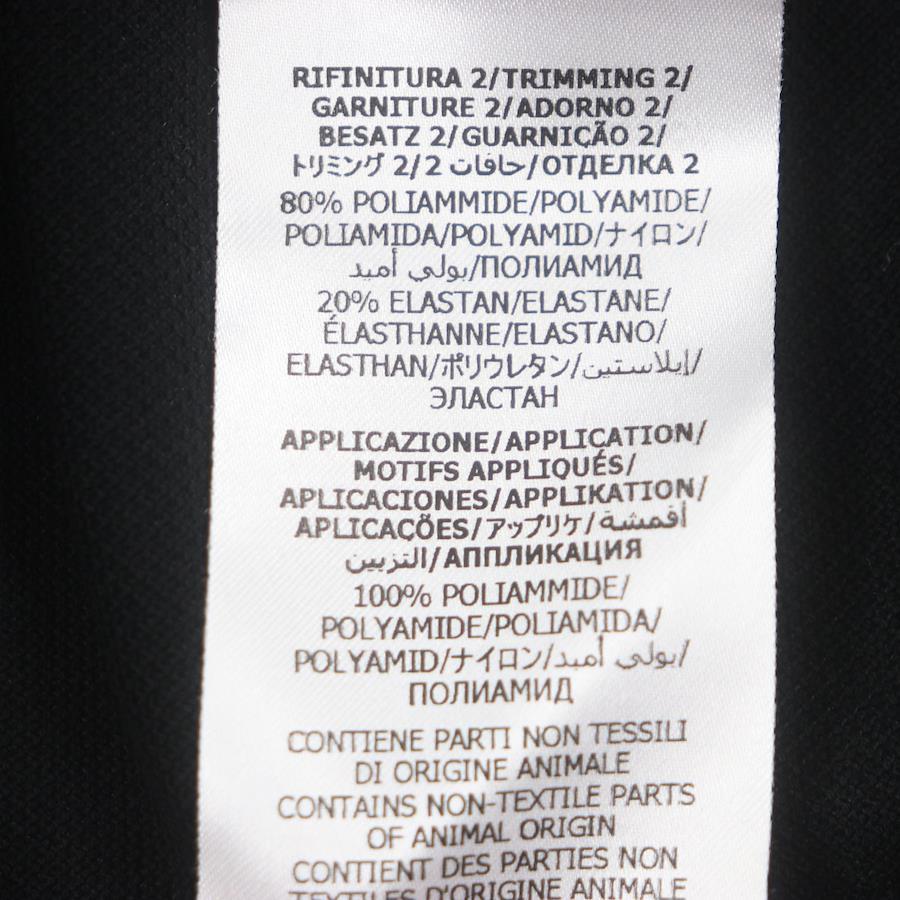 RIFINITURA 2/TRIMMING 2/
GARNITURE 2/ADORNO 2/
BESATZ 2/GUARNIÇÃO 2/
トリミング 2/2 حافات/ОТДЕЛКА 2
80% POLIAMMIDE/POLYAMIDE/
POLIAMIDA/POLYAMID/ナイロン/
بولي أميد/ПОЛИАМИД
20% ELASTAN/ELASTANE/
ÉLASTHANNE/ELASTANO/
ELASTHAN/ポリウレタン/إيلاستين/
ЭЛАСТАН
APPLICAZIONE/APPLICATION/
MOTIFS APPLIQUÉS/
APLICACIONES/APPLIKATION/
APLICAÇÕES/アップリケ/أقمشة
التزيين/АППЛИКАЦИЯ
100% POLIAMMIDE/
POLYAMIDE/POLIAMIDA/
POLYAMID/ナイロン/بولي أميد/
ПОЛИАМИД
CONTIENE PARTI NON TESSILI
DI ORIGINE ANIMALE
CONTAINS NON-TEXTILE PARTS
OF ANIMAL ORIGIN
CONTIENT DES PARTIES NON
TEXTILES D'ORIGINE ANIMALE